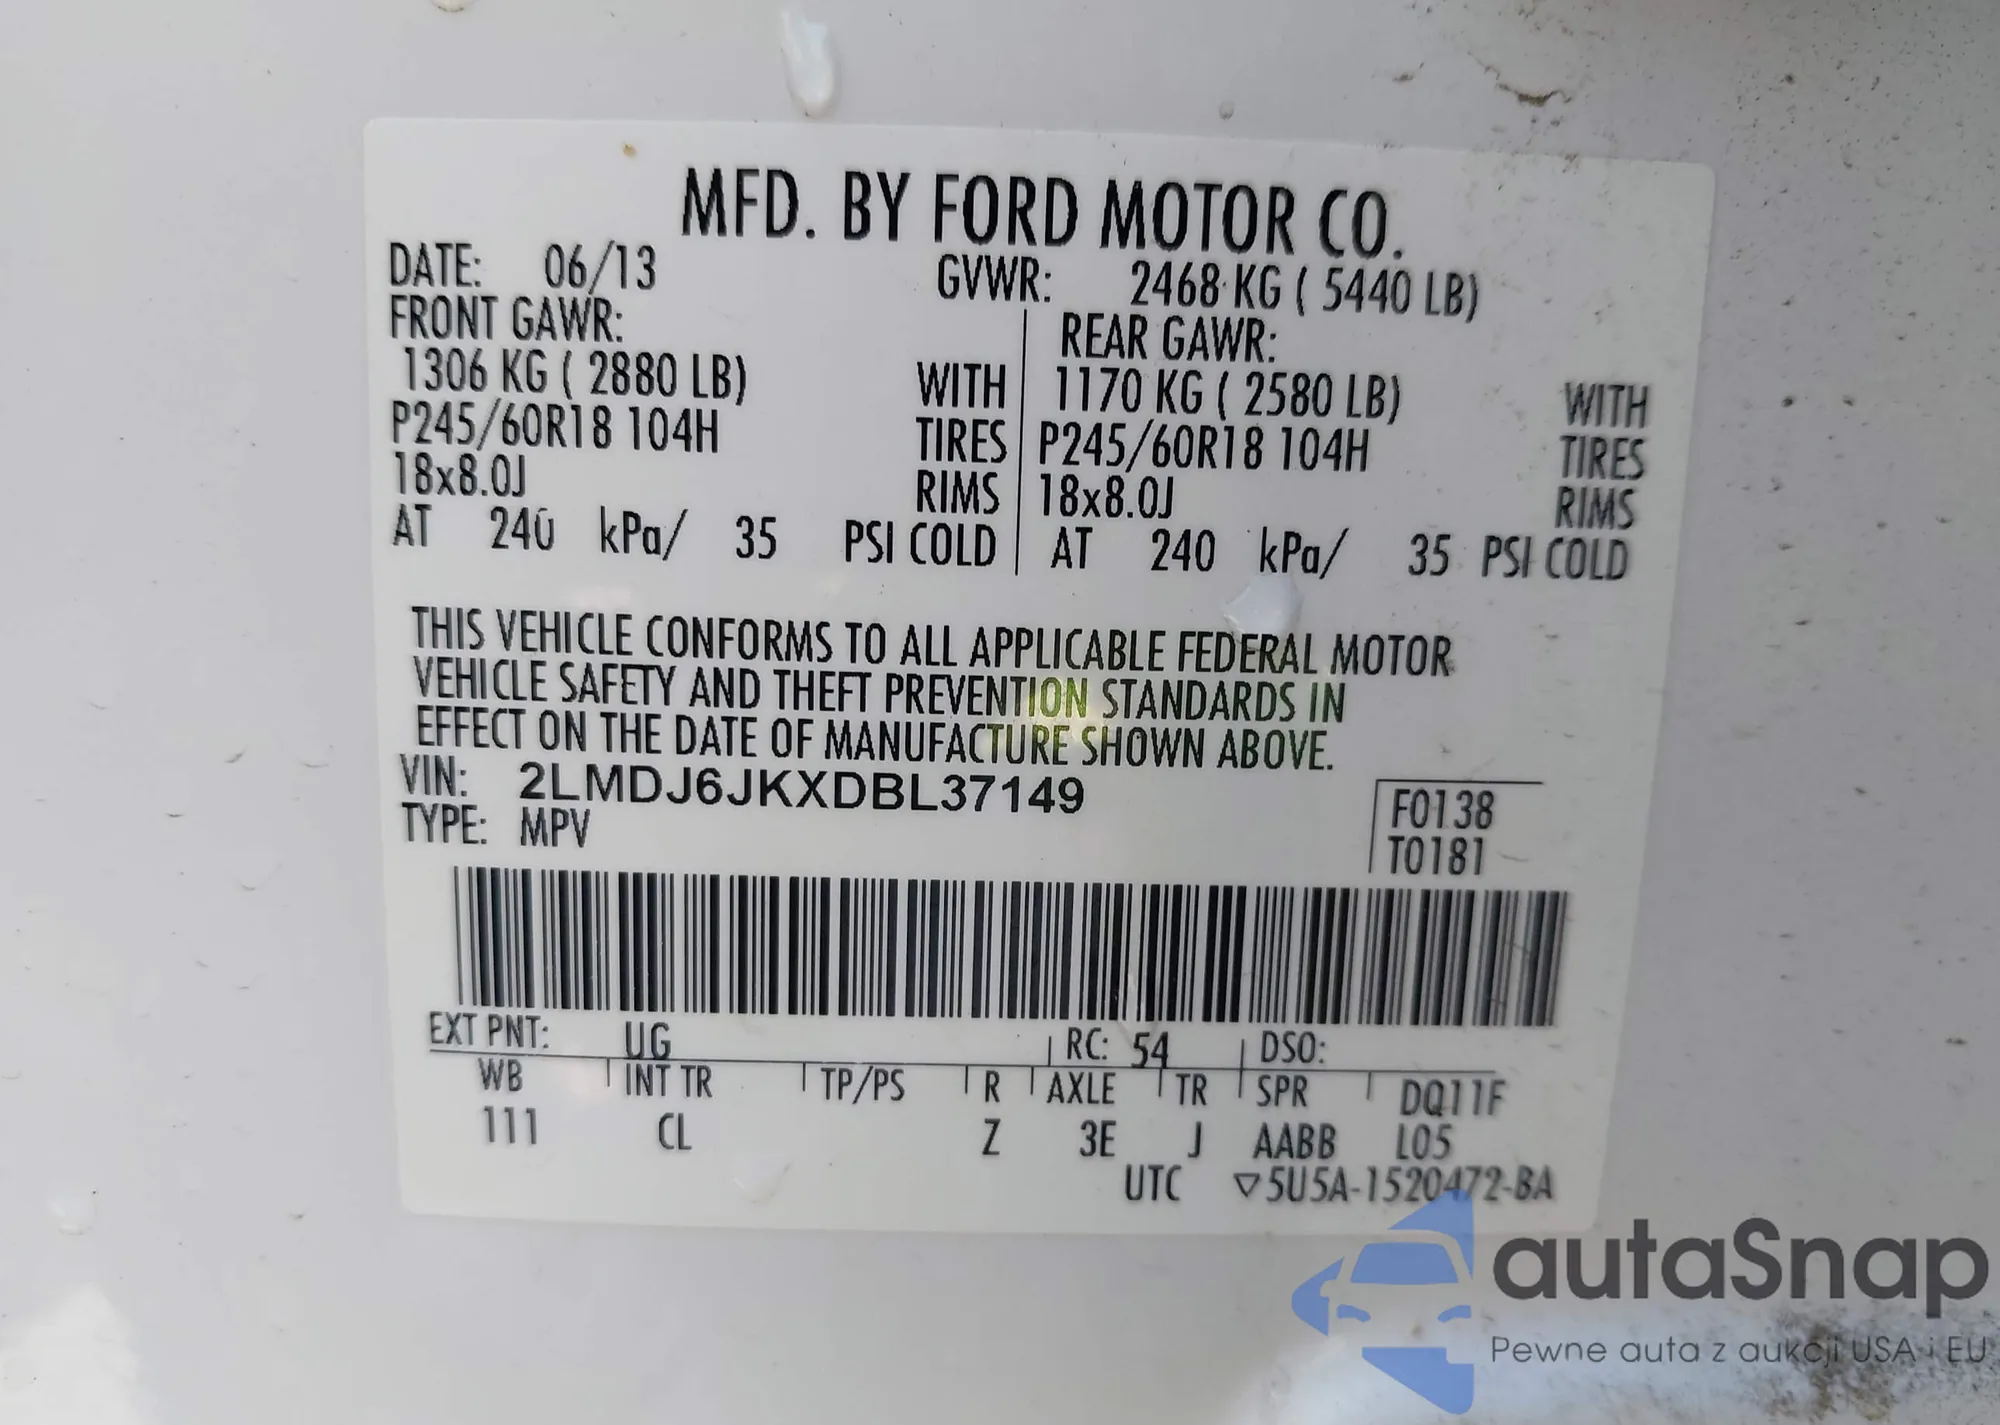 MFD. BY FORD MOTOR CO.
DATE: 06/13 GVWR: 2468 KG ( 5440 LB)
FRONT GAWR: REAR GAWR:
1306 KG ( 2880 LB) WITH 1170 KG ( 2580 LB) WITH
P245/60R18 104H TIRES P245/60R18 104H TIRES
18x8.0J RIMS 18x8.0J RIMS
AT 240 kPa/ 35 PSI COLD AT 240 kPa/ 35 PSI COLD
THIS VEHICLE CONFORMS TO ALL APPLICABLE FEDERAL MOTOR
VEHICLE SAFETY AND THEFT PREVENTION STANDARDS IN
EFFECT ON THE DATE OF MANUFACTURE SHOWN ABOVE.
VIN: 2LMDJ6JKXDBL37149 F0138
TYPE: MPV T0181
EXT PNT: UG RC: 54 DSO:
WB INT TR TP/PS R AXLE TR SPR DQ11F
111 CL Z 3E J AABB L05
UTC ▽5U5A-1520472-BA
autaSnap
Pewne auta z aukcji USA i EU